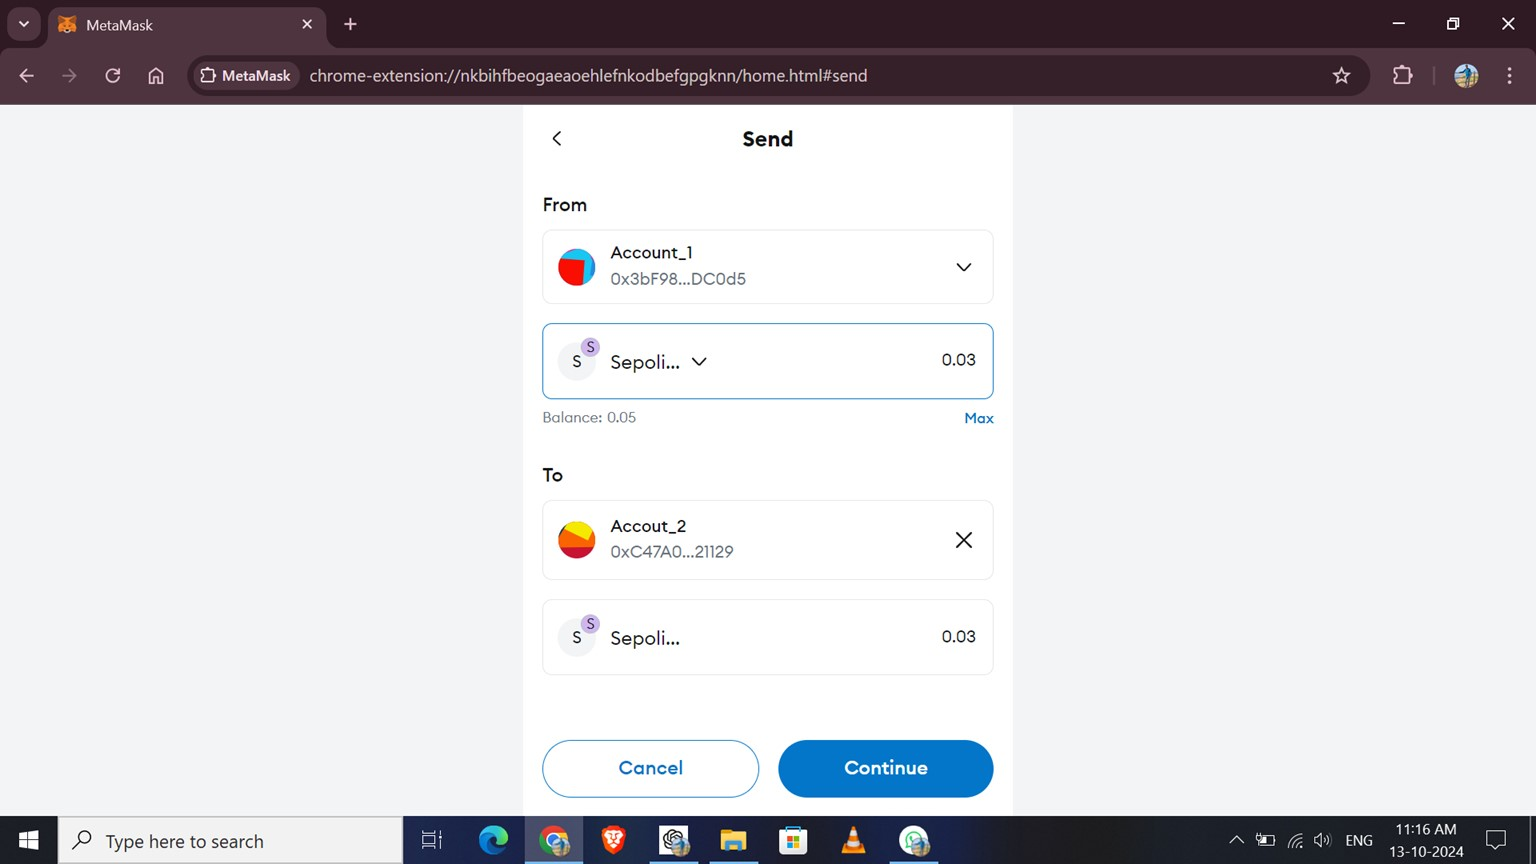 MetaMask
MetaMask
chrome-extension://nkbihfbeogaeaoehlefnkodbefgpgknn/home.html#send
Send
From
Account_1
0x3bF98...DC0d5
S
S
Sepoli...
0.03
Balance: 0.05
Max
To
Accout_2
0xC47A0...21129
S
S
Sepoli...
0.03
Cancel
Continue
Type here to search
ENG
11:16 AM
13-10-2024